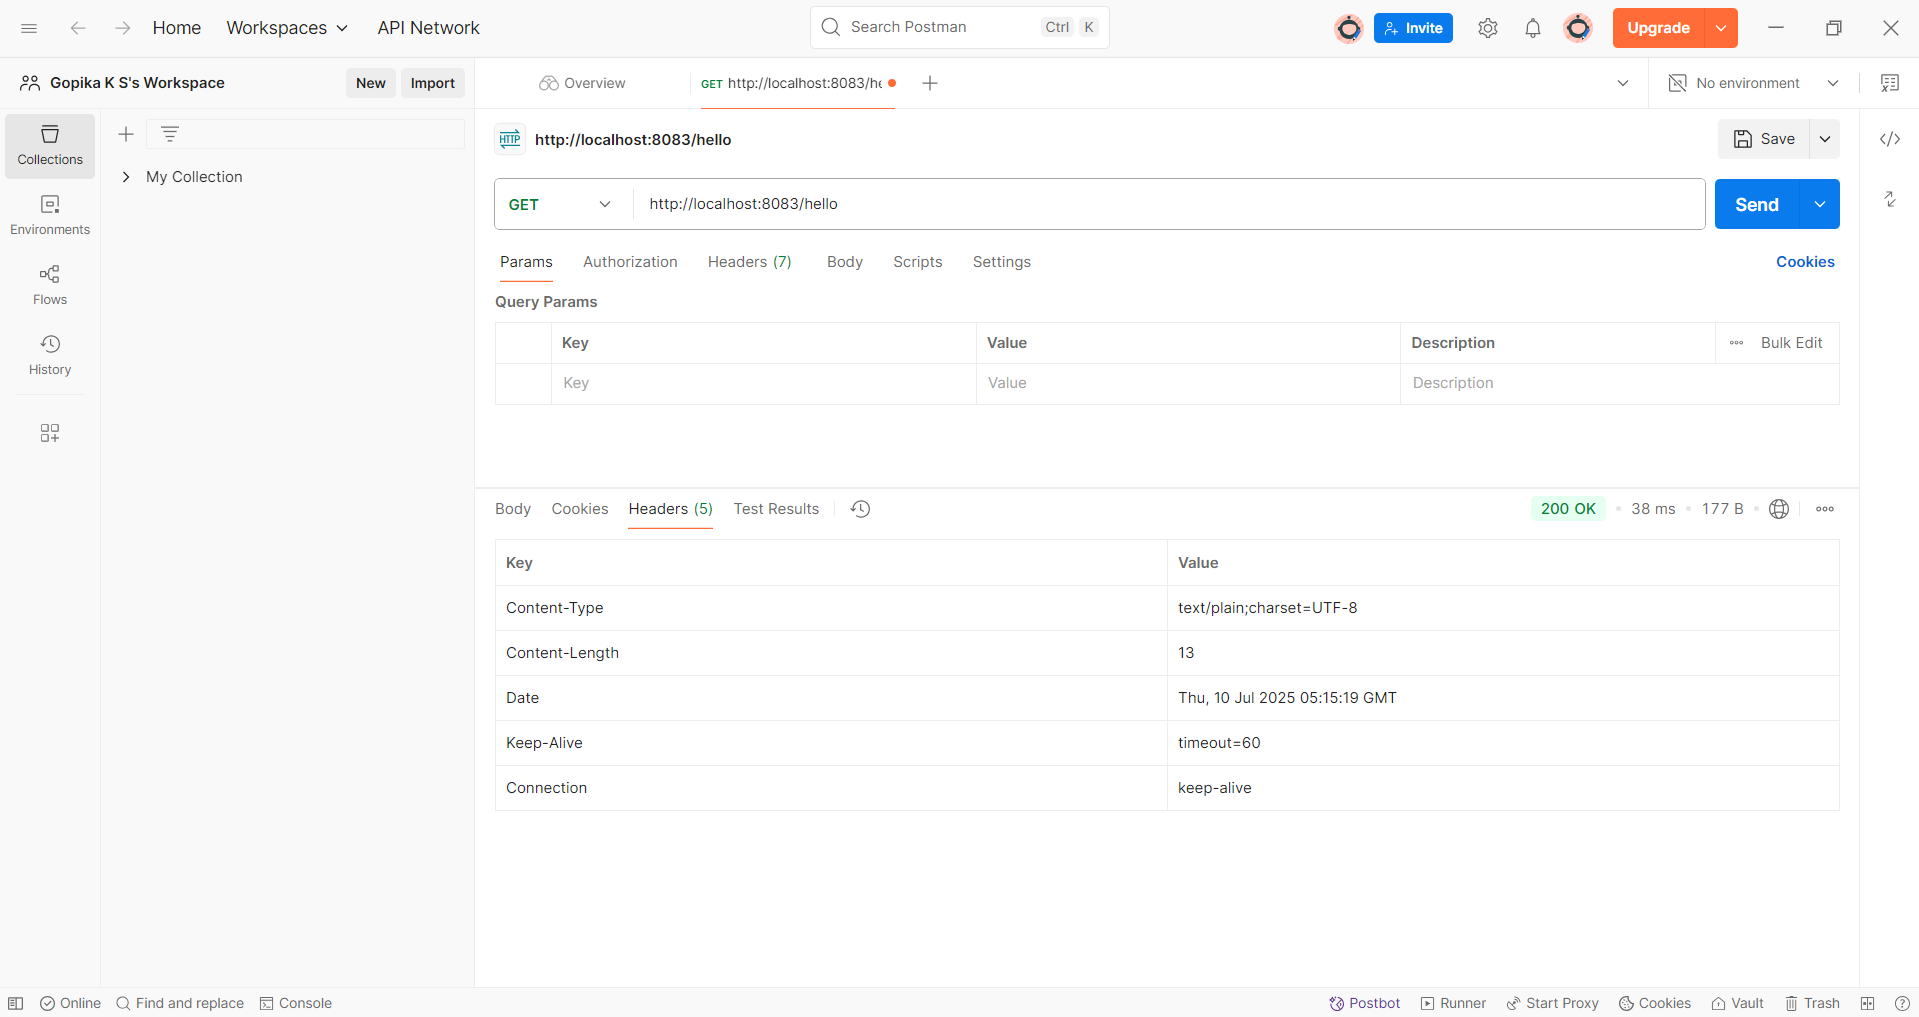 Home Workspaces API Network Search Postman Ctrl K Invite Upgrade
Gopika K S's Workspace New Import Overview GET http://localhost:8083/he No environment
Collections
Environments
Flows
History
My Collection
HTTP http://localhost:8083/hello Save
GET http://localhost:8083/hello Send
Params Authorization Headers (7) Body Scripts Settings Cookies
Query Params
Key Value Description Bulk Edit
Key Value Description
Body Cookies Headers (5) Test Results 200 OK 38 ms 177 B
Key Value
Content-Type text/plain;charset=UTF-8
Content-Length 13
Date Thu, 10 Jul 2025 05:15:19 GMT
Keep-Alive timeout=60
Connection keep-alive
Online Find and replace Console Postbot Runner Start Proxy Cookies Vault Trash